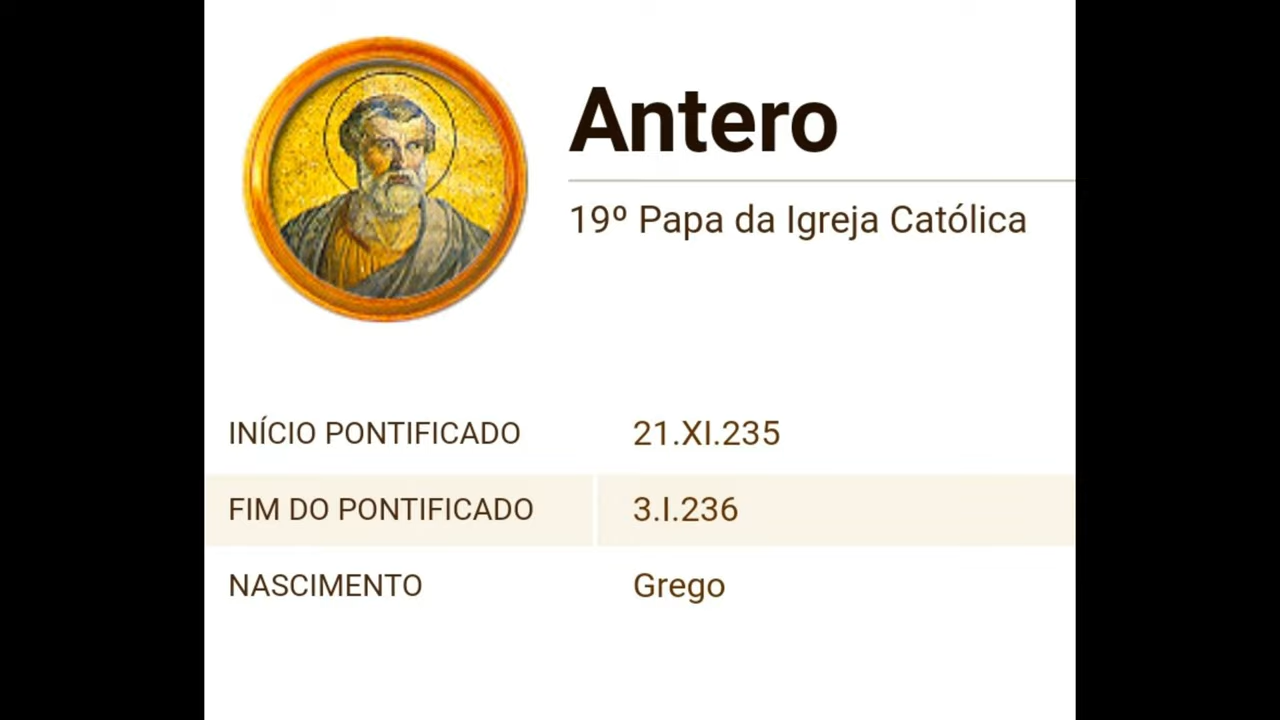 Antero
19º Papa da Igreja Católica
INÍCIO PONTIFICADO 21.XI.235
FIM DO PONTIFICADO 3.I.236
NASCIMENTO Grego